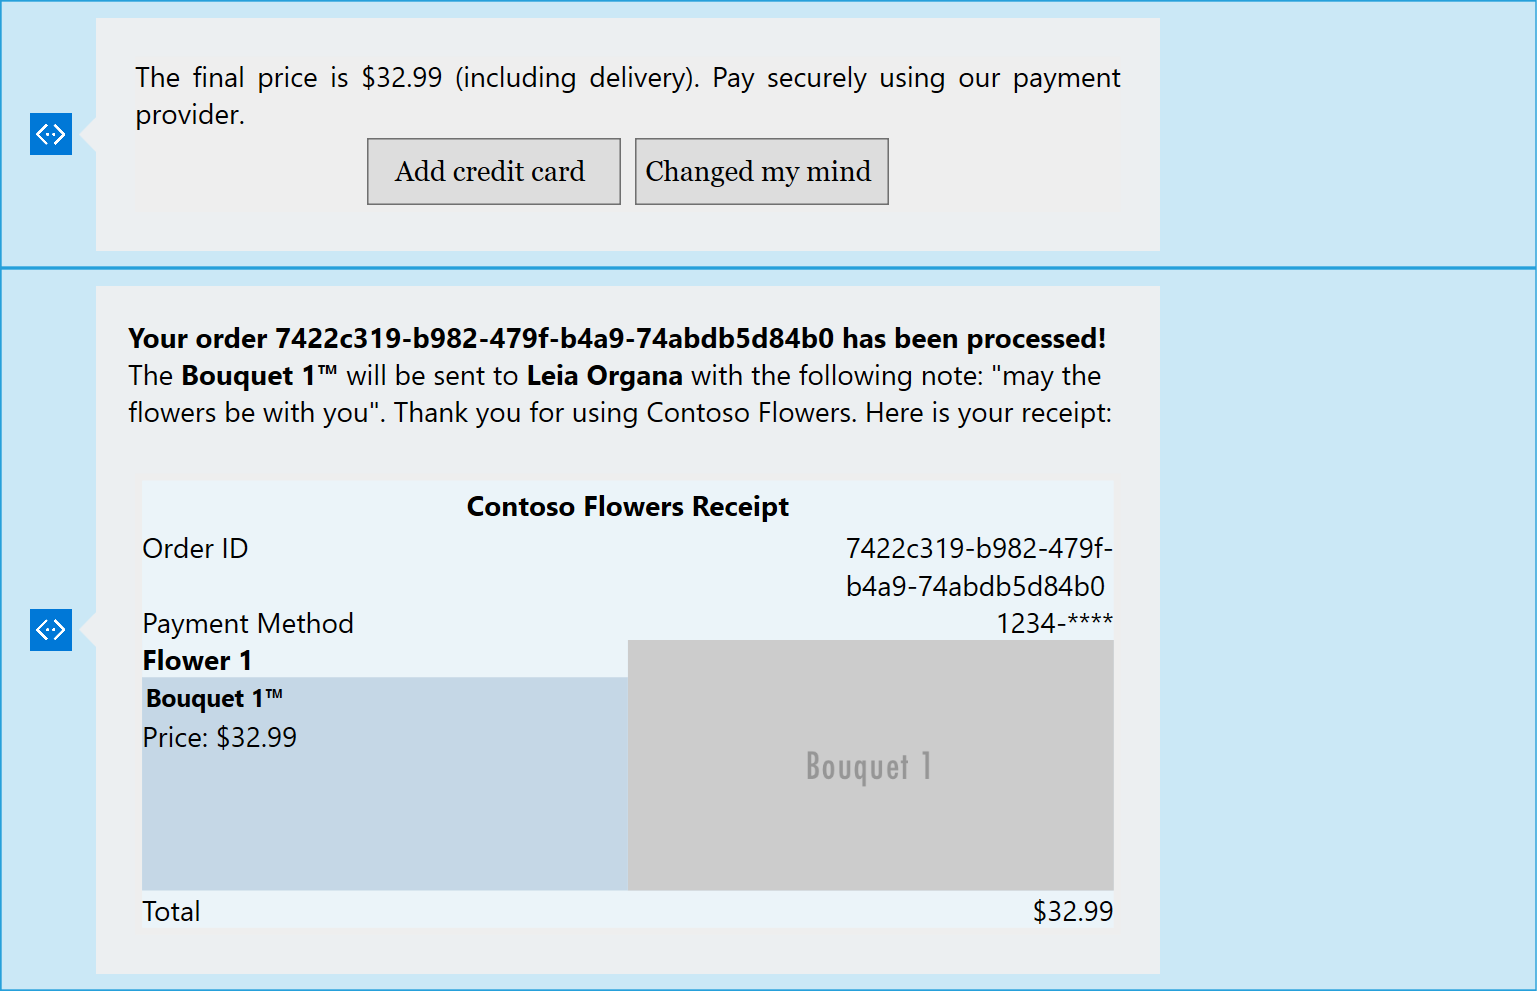 The final price is $32.99 (including delivery). Pay securely using our payment
provider.
Add credit card
Changed my mind
Your order 7422c319-b982-479f-b4a9-74abdb5d84b0 has been processed!
The Bouquet 1™ will be sent to Leia Organa with the following note: "may the
flowers be with you". Thank you for using Contoso Flowers. Here is your receipt:
Contoso Flowers Receipt
Order ID
7422c319-b982-479f-
b4a9-74abdb5d84b0
Payment Method
1234-****
Flower 1
Bouquet 1™
Price: $32.99
Bouquet 1
Total
$32.99